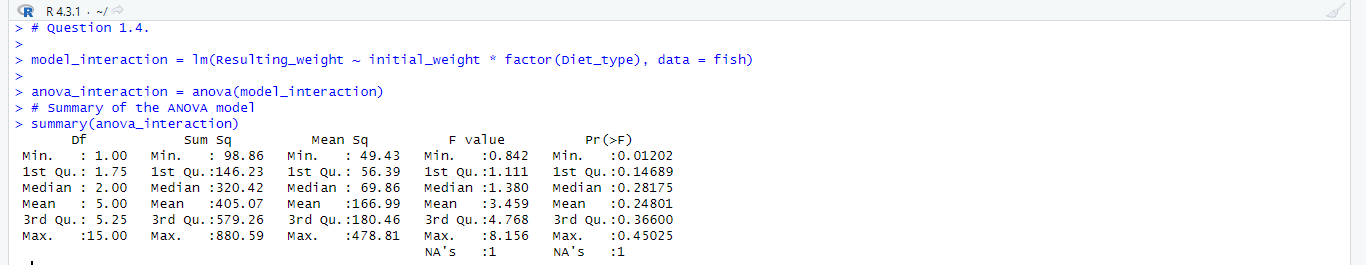 R 4.3.1 · ~/
> # Question 1.4.
>
> model_interaction = lm(Resulting_weight ~ initial_weight * factor(Diet_type), data = fish)
>
> anova_interaction = anova(model_interaction)
> # Summary of the ANOVA model
> summary(anova_interaction)
Df Sum Sq Mean Sq F value Pr(>F)
Min. : 1.00 Min. : 98.86 Min. : 49.43 Min. :0.842 Min. :0.01202
1st Qu.: 1.75 1st Qu.:146.23 1st Qu.: 56.39 1st Qu.:1.111 1st Qu.:0.14689
Median : 2.00 Median :320.42 Median : 69.86 Median :1.380 Median :0.28175
Mean : 5.00 Mean :405.07 Mean :166.99 Mean :3.459 Mean :0.24801
3rd Qu.: 5.25 3rd Qu.:579.26 3rd Qu.:180.46 3rd Qu.:4.768 3rd Qu.:0.36600
Max. :15.00 Max. :880.59 Max. :478.81 Max. :8.156 Max. :0.45025
NA's :1 NA's :1